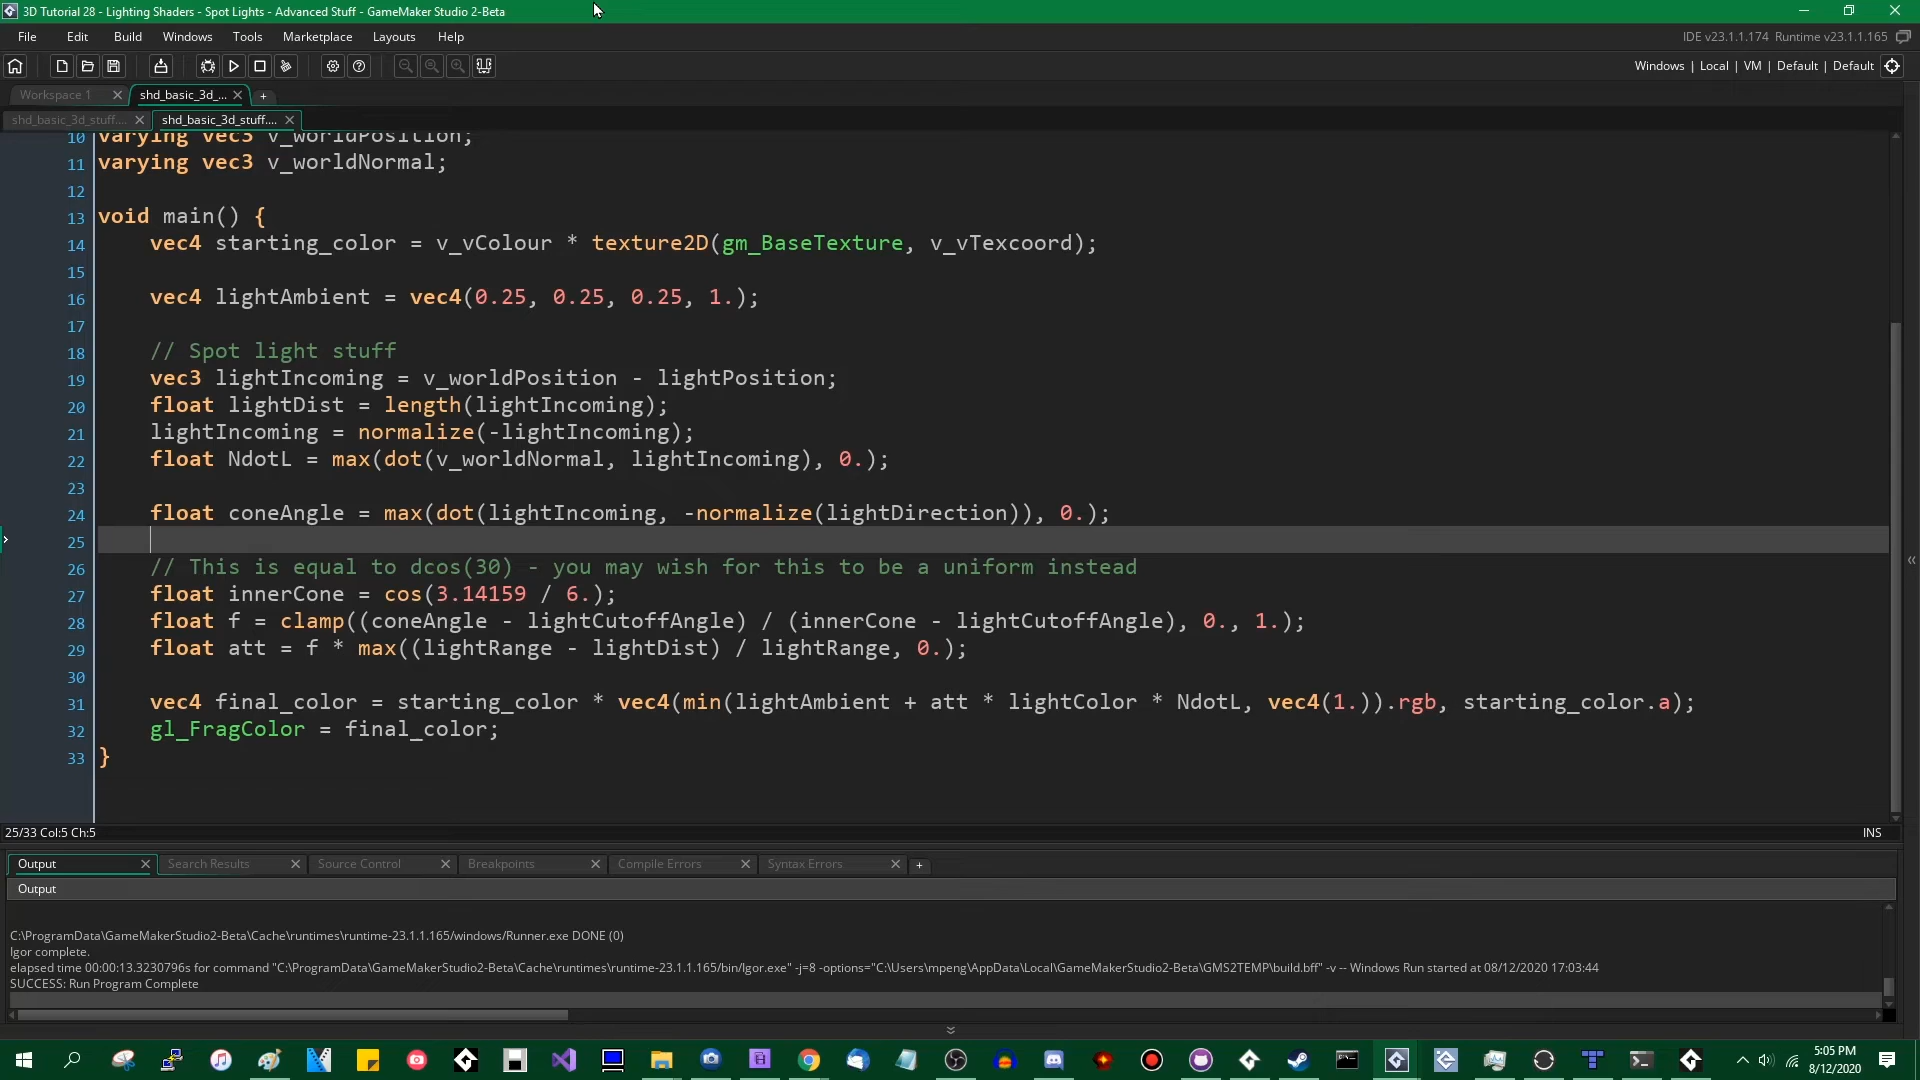 3D Tutorial 28 - Lighting Shaders - Spot Lights - Advanced Stuff - GameMaker Studio 2-Beta
File Edit Build Windows Tools Marketplace Layouts Help
IDE v23.1.1.174 Runtime v23.1.1.165
Windows | Local | VM | Default | Default
Workspace 1 shd_basic_3d_...
shd_basic_3d_stuff.... shd_basic_3d_stuff....
10 varying vec3 v_worldPosition;
11 varying vec3 v_worldNormal;
12
13 void main() {
14 vec4 starting_color = v_vColour * texture2D(gm_BaseTexture, v_vTexcoord);
15
16 vec4 lightAmbient = vec4(0.25, 0.25, 0.25, 1.);
17
18 // Spot light stuff
19 vec3 lightIncoming = v_worldPosition - lightPosition;
20 float lightDist = length(lightIncoming);
21 lightIncoming = normalize(-lightIncoming);
22 float NdotL = max(dot(v_worldNormal, lightIncoming), 0.);
23
24 float coneAngle = max(dot(lightIncoming, -normalize(lightDirection)), 0.);
25
26 // This is equal to dcos(30) - you may wish for this to be a uniform instead
27 float innerCone = cos(3.14159 / 6.);
28 float f = clamp((coneAngle - lightCutoffAngle) / (innerCone - lightCutoffAngle), 0., 1.);
29 float att = f * max((lightRange - lightDist) / lightRange, 0.);
30
31 vec4 final_color = starting_color * vec4(min(lightAmbient + att * lightColor * NdotL, vec4(1.)).rgb, starting_color.a);
32 gl_FragColor = final_color;
33 }
25/33 Col:5 Ch:5
INS
Output Search Results Source Control Breakpoints Compile Errors Syntax Errors
Output
C:\ProgramData\GameMakerStudio2-Beta\Cache\runtimes\runtime-23.1.1.165/windows/Runner.exe DONE (0)
Igor complete.
elapsed time 00:00:13.3230796s for command "C:\ProgramData\GameMakerStudio2-Beta\Cache\runtimes\runtime-23.1.1.165/bin/Igor.exe" -j=8 -options="C:\Users\mpeng\AppData\Local\GameMakerStudio2-Beta\GMS2TEMP\build.bff" -v -- Windows Run started at 08/12/2020 17:03:44
SUCCESS: Run Program Complete
5:05 PM
8/12/2020